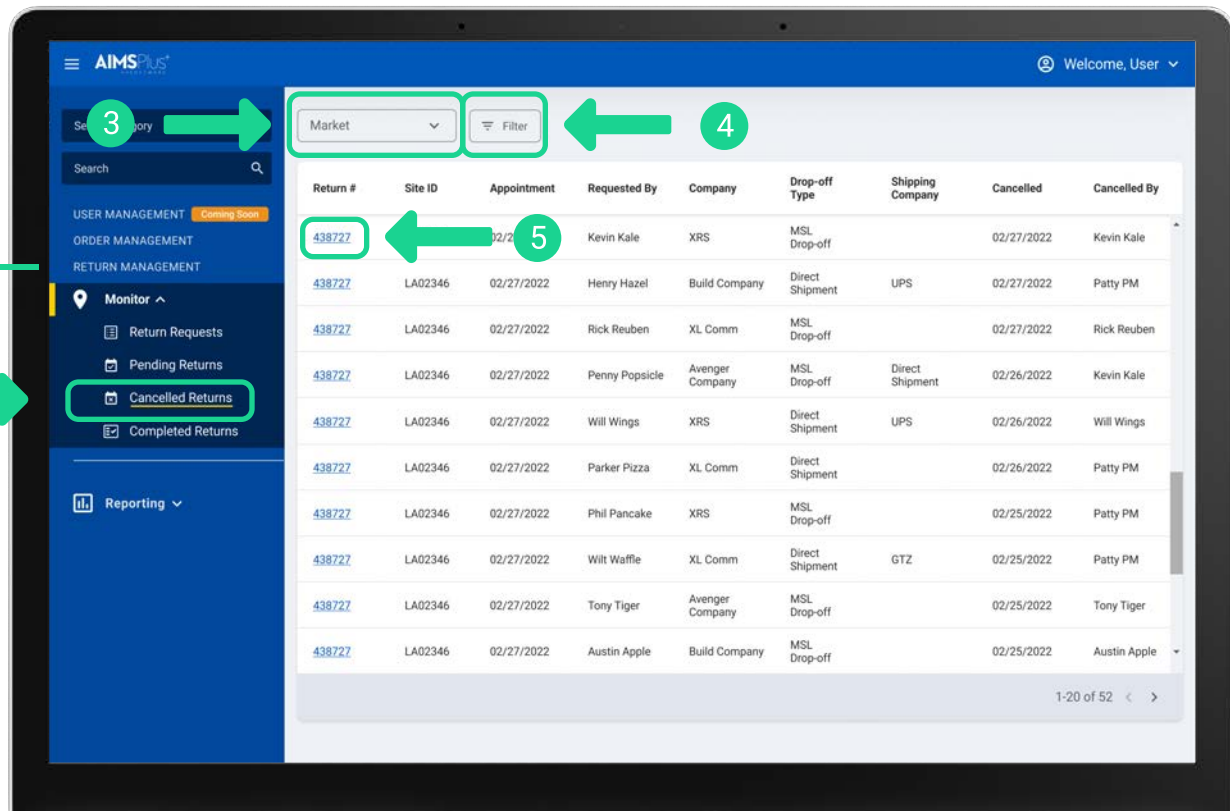 AIMSPlus+
Welcome, User
3
Market
Filter
4
Search
USER MANAGEMENT Coming Soon
ORDER MANAGEMENT
RETURN MANAGEMENT
Monitor
Return Requests
Pending Returns
Cancelled Returns
Completed Returns
Reporting
Return # Site ID Appointment Requested By Company Drop-off Type Shipping Company Cancelled Cancelled By
438727 5 Kevin Kale XRS MSL Drop-off 02/27/2022 Kevin Kale
438727 LA02346 02/27/2022 Henry Hazel Build Company Direct Shipment UPS 02/27/2022 Patty PM
438727 LA02346 02/27/2022 Rick Reuben XL Comm MSL Drop-off 02/27/2022 Rick Reuben
438727 LA02346 02/27/2022 Penny Popsicle Avenger Company MSL Drop-off Direct Shipment 02/26/2022 Kevin Kale
438727 LA02346 02/27/2022 Will Wings XRS Direct Shipment UPS 02/26/2022 Will Wings
438727 LA02346 02/27/2022 Parker Pizza XL Comm Direct Shipment 02/26/2022 Patty PM
438727 LA02346 02/27/2022 Phil Pancake XRS MSL Drop-off 02/25/2022 Patty PM
438727 LA02346 02/27/2022 Wilt Waffle XL Comm Direct Shipment GTZ 02/25/2022 Patty PM
438727 LA02346 02/27/2022 Tony Tiger Avenger Company MSL Drop-off 02/25/2022 Tony Tiger
438727 LA02346 02/27/2022 Austin Apple Build Company MSL Drop-off 02/25/2022 Austin Apple
1-20 of 52